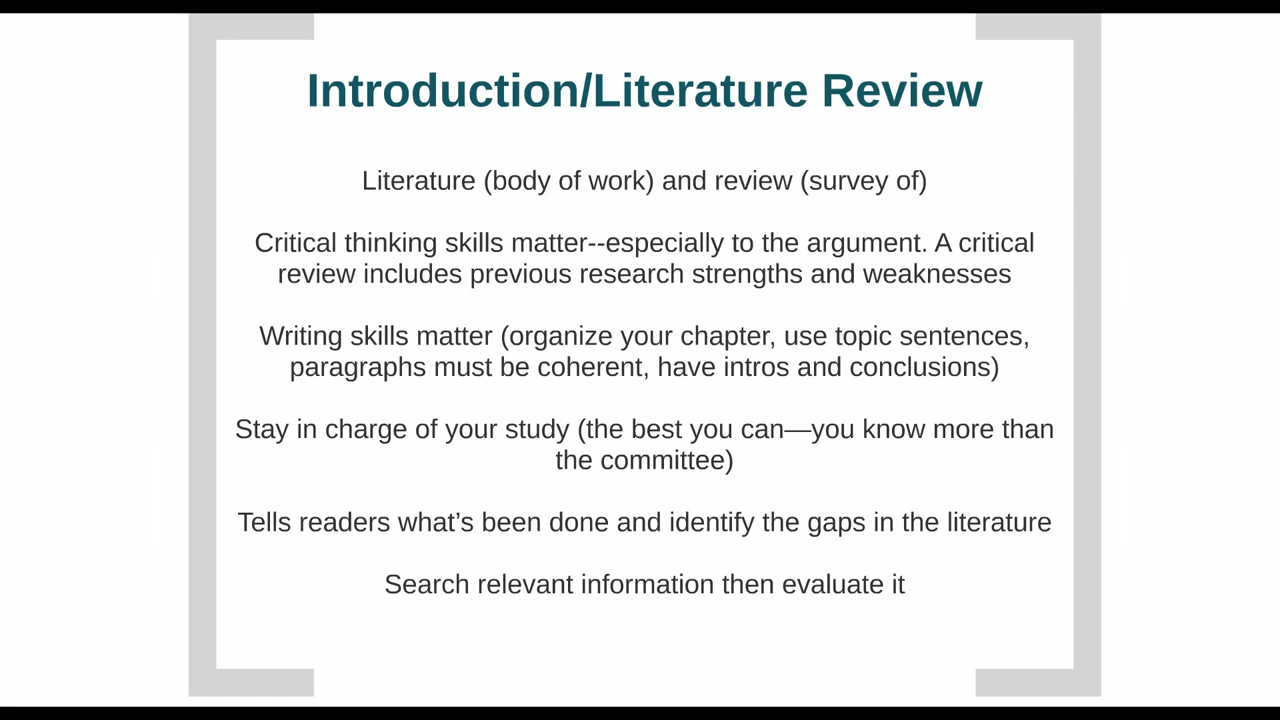 Introduction/Literature Review
Literature (body of work) and review (survey of)
Critical thinking skills matter--especially to the argument. A critical
review includes previous research strengths and weaknesses
Writing skills matter (organize your chapter, use topic sentences,
paragraphs must be coherent, have intros and conclusions)
Stay in charge of your study (the best you can—you know more than
the committee)
Tells readers what’s been done and identify the gaps in the literature
Search relevant information then evaluate it